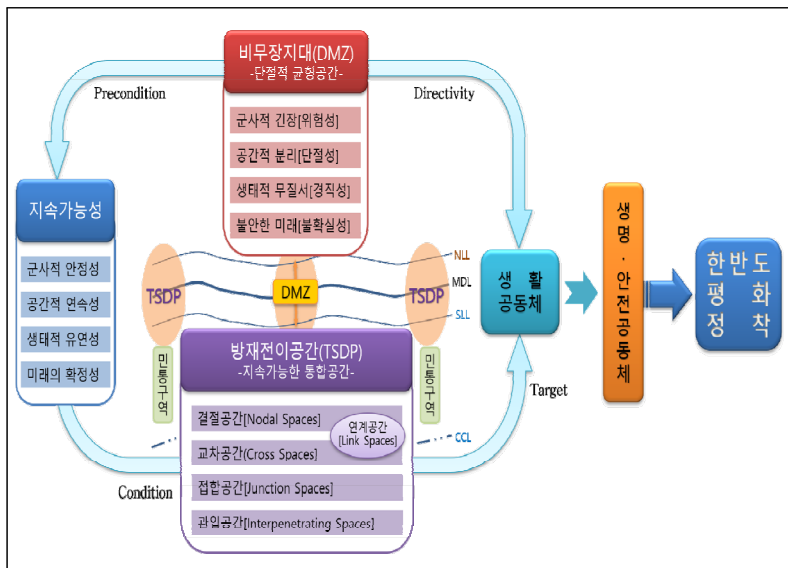 비무장지대(DMZ)
-단절적 균형공간-
Precondition
Directivity
군사적 긴장[위험성]
공간적 분리[단절성]
생태적 무질서[경직성]
불안한 미래[불확실성]
지속가능성
군사적 안정성
공간적 연속성
생태적 유연성
미래의 확정성
TSDP
DMZ
TSDP
NLL
MDL
SLL
생 활
공동체
생명·안전공동체
한 반 도
평 화
정 착
방재전이공간(TSDP)
-지속가능한 통합공간-
민통구역
민통구역
Target
결절공간[Nodal Spaces]
연계공간
[Link Spaces]
교차공간(Cross Spaces]
CCL
접합공간[Junction Spaces]
관입공간[Interpenetrating Spaces]
Condition